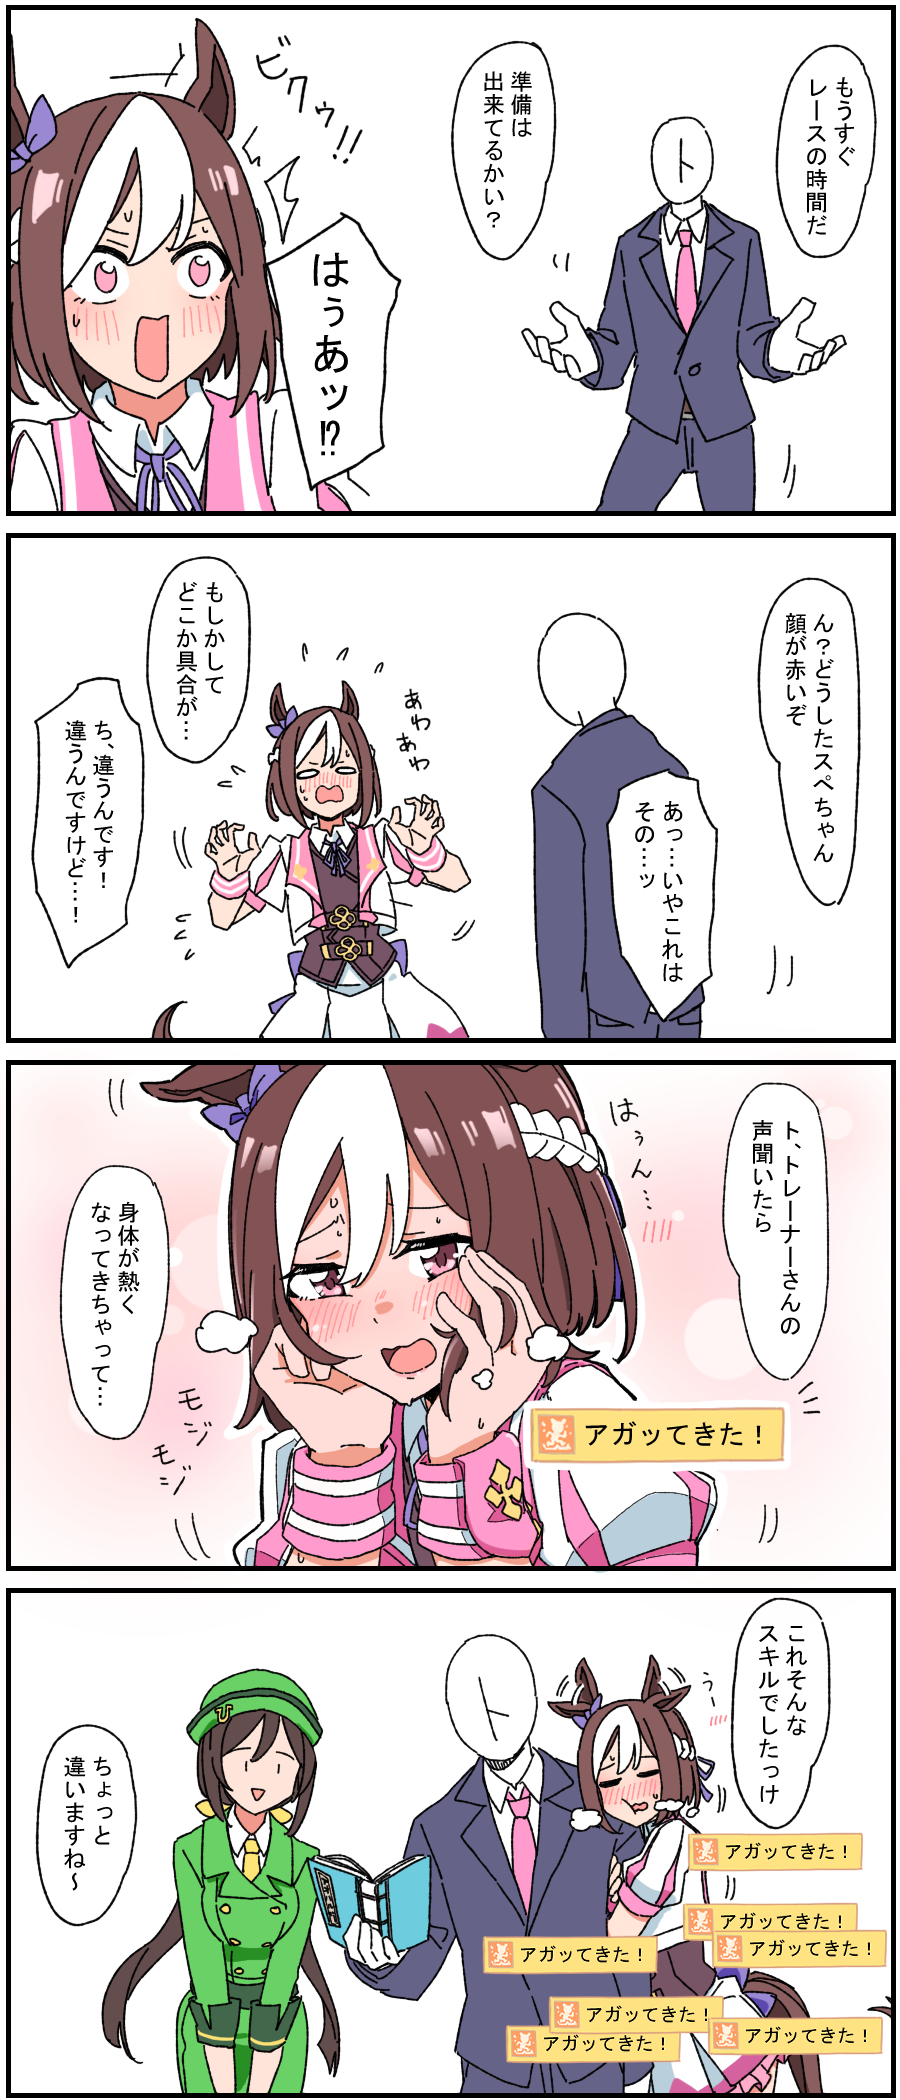 もうすぐ
レースの時間だ
ト
準備は
出来てるかい？
ビクゥ!!
はぅあッ!?
ん？どうしたスペちゃん
顔が赤いぞ
あっ…いやこれは
その…ッ
あわ
あわ
もしかして
どこか具合が…
ち、違うんです！
違うんですけど…！
ト、トレーナーさんの
声聞いたら
はぅん…
アガッてきた！
身体が熱く
なってきちゃって…
モジ
モジ
これそんな
スキルでしたっけ
うー
ト
ちょっと
違いますね～
アガッてきた！
アガッてきた！
アガッてきた！
アガッてきた！
アガッてきた！
アガッてきた！
アガッてきた！